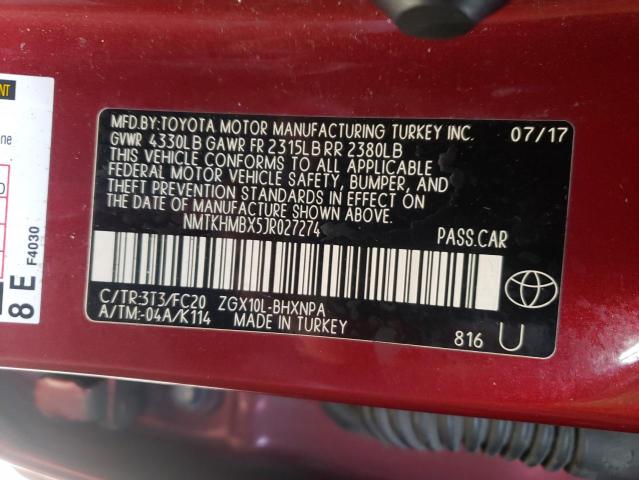 MFD.BY:TOYOTA MOTOR MANUFACTURING TURKEY INC. 07/17
GVWR 4330LB GAWR FR 2315LB RR 2380LB
THIS VEHICLE CONFORMS TO ALL APPLICABLE
FEDERAL MOTOR VEHICLE SAFETY, BUMPER, AND
THEFT PREVENTION STANDARDS IN EFFECT ON
THE DATE OF MANUFACTURE SHOWN ABOVE.
NMTKHMBX5JR027274 PASS.CAR
C/TR:3T3/FC20 ZGX10L-BHXNPA
A/TM:-04A/K114 MADE IN TURKEY
816 U
8 E F4030